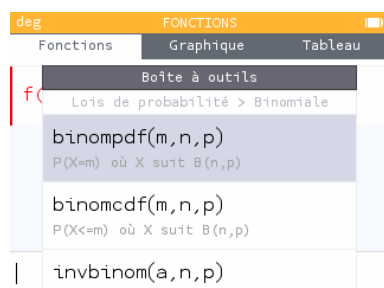 deg FONCTIONS
Fonctions Graphique Tableau
Boîte à outils
f(
Lois de probabilité > Binomiale
binompdf(m,n,p)
P(X=m) où X suit B(n,p)
binomcdf(m,n,p)
P(X<=m) où X suit B(n,p)
invbinom(a,n,p)